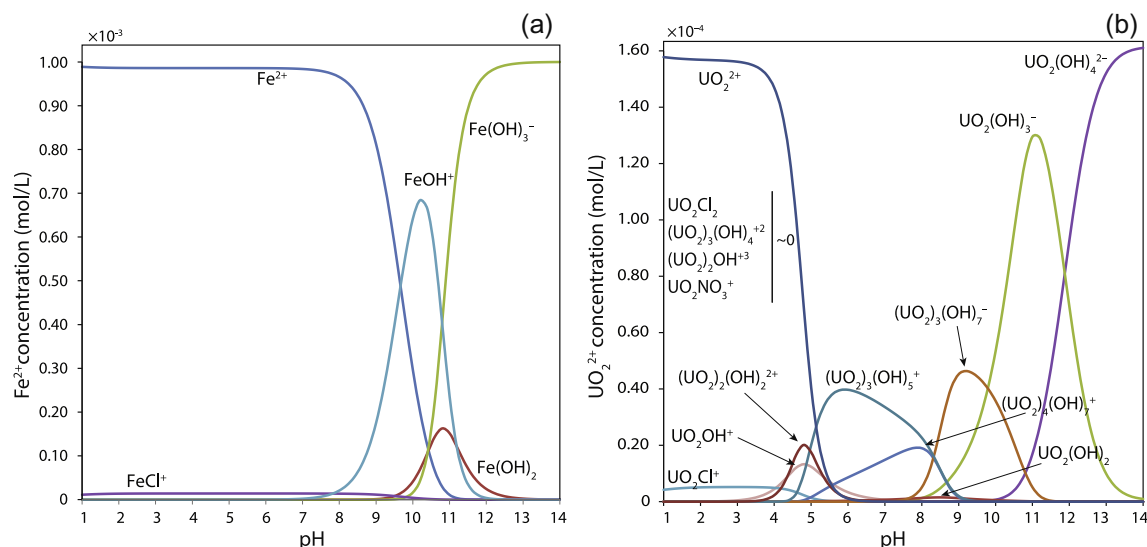 (a)
×10⁻³
1.00
0.90
0.80
0.70
0.60
0.50
0.40
0.30
0.20
0.10
0
Fe²⁺concentration (mol/L)
Fe²⁺
Fe(OH)₃⁻
FeOH⁺
Fe(OH)₂
FeCl⁺
1 2 3 4 5 6 7 8 9 10 11 12 13 14
pH
(b)
×10⁻⁴
1.60
1.40
1.20
1.00
0.80
0.60
0.40
0.20
0
UO₂²⁺ concentration (mol/L)
UO₂²⁺
UO₂(OH)₄²⁻
UO₂(OH)₃⁻
UO₂Cl₂
(UO₂)₃(OH)₄⁺²
(UO₂)₂OH⁺³
UO₂NO₃⁺
~0
(UO₂)₃(OH)₇⁻
(UO₂)₂(OH)₂²⁺
(UO₂)₃(OH)₅⁺
(UO₂)₄(OH)₇⁺
UO₂OH⁺
UO₂(OH)₂
UO₂Cl⁺
1 2 3 4 5 6 7 8 9 10 11 12 13 14
pH